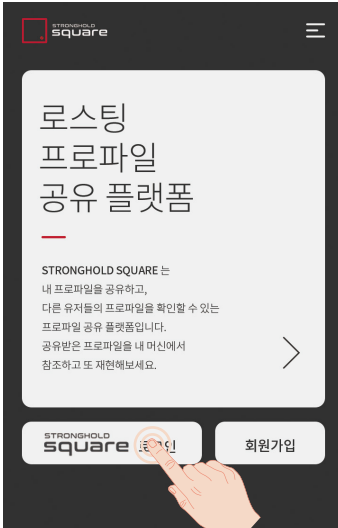 STRONGHOLD
square
로스팅
프로파일
공유 플랫폼
STRONGHOLD SQUARE 는
내 프로파일을 공유하고,
다른 유저들의 프로파일을 확인할 수 있는
프로파일 공유 플랫폼입니다.
공유받은 프로파일을 내 머신에서
참조하고 또 재현해보세요.
STRONGHOLD
square 로그인
회원가입